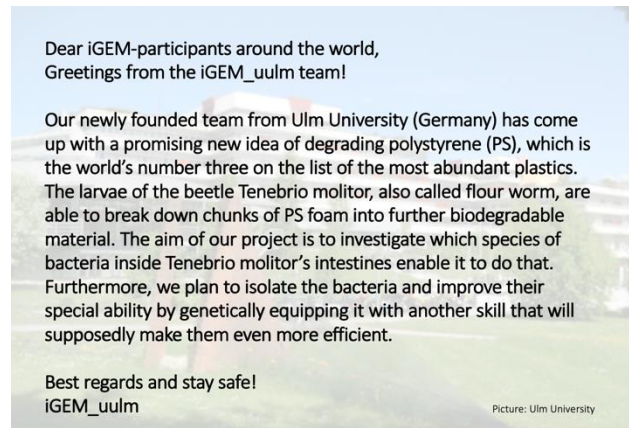 Dear iGEM-participants around the world,
Greetings from the iGEM_uulm team!
Our newly founded team from Ulm University (Germany) has come
up with a promising new idea of degrading polystyrene (PS), which is
the world's number three on the list of the most abundant plastics.
The larvae of the beetle Tenebrio molitor, also called flour worm, are
able to break down chunks of PS foam into further biodegradable
material. The aim of our project is to investigate which species of
bacteria inside Tenebrio molitor's intestines enable it to do that.
Furthermore, we plan to isolate the bacteria and improve their
special ability by genetically equipping it with another skill that will
supposedly make them even more efficient.
Best regards and stay safe!
iGEM_uulm
Picture: Ulm University